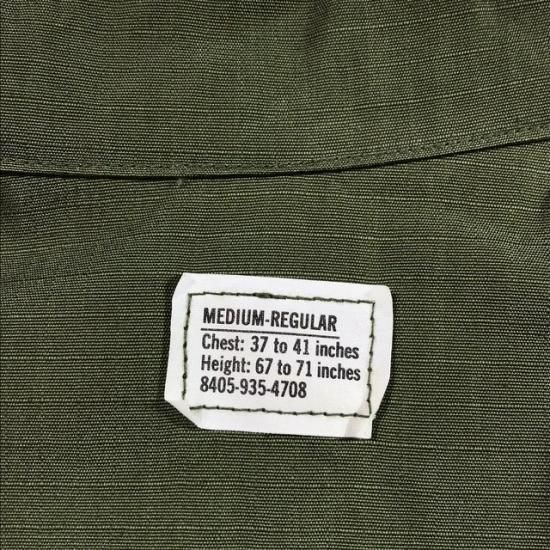 MEDIUM-REGULAR
Chest: 37 to 41 inches
Height: 67 to 71 inches
8405-935-4708